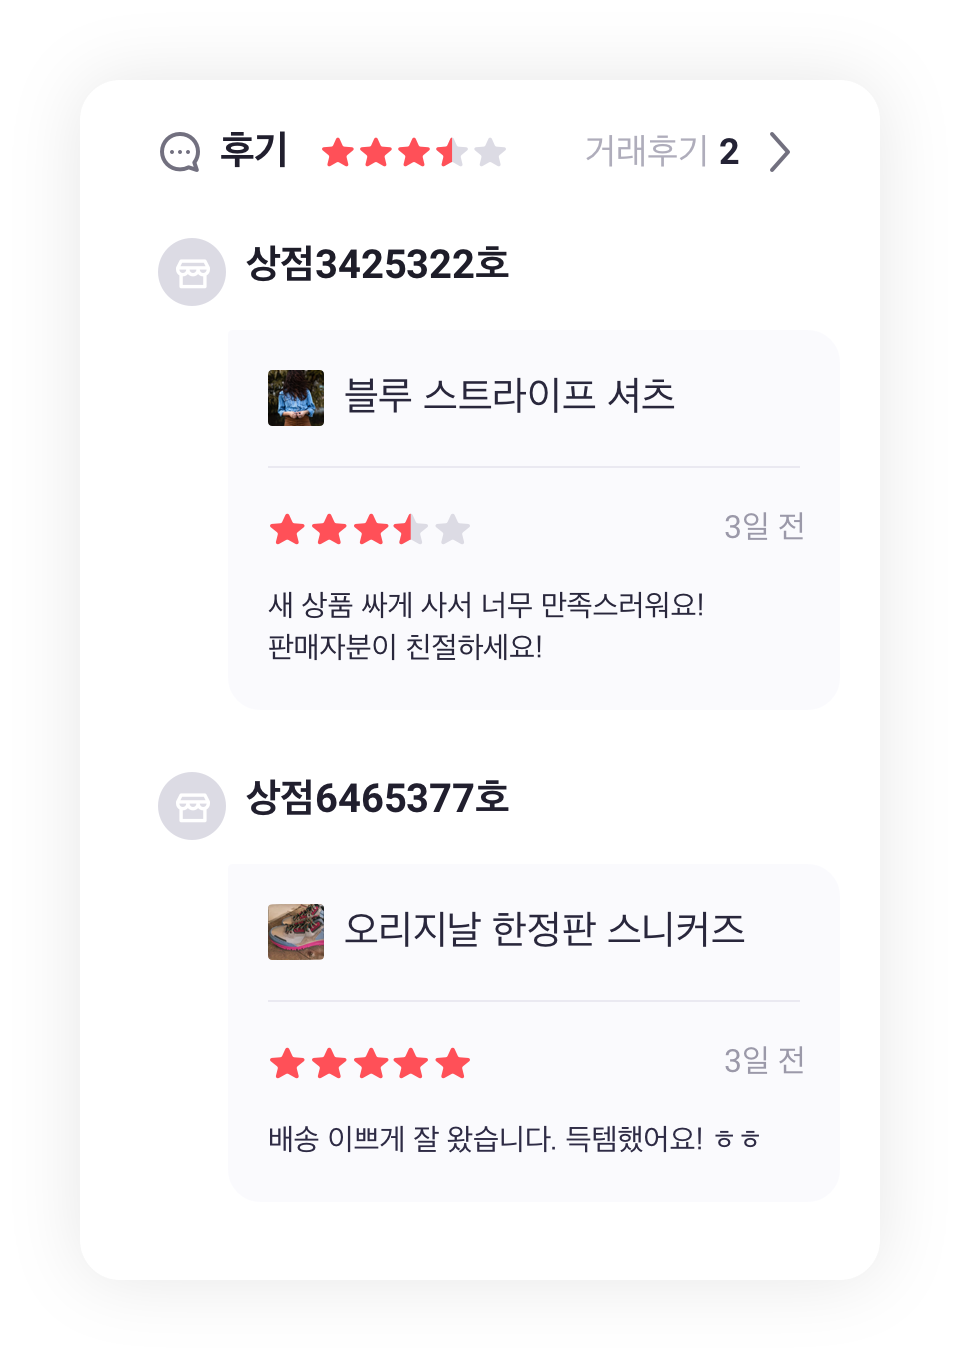 후기
거래후기 2
상점3425322호
블루 스트라이프 셔츠
3일 전
새 상품 싸게 사서 너무 만족스러워요!
판매자분이 친절하세요!
상점6465377호
오리지날 한정판 스니커즈
3일 전
배송 이쁘게 잘 왔습니다. 득템했어요! ㅎㅎ